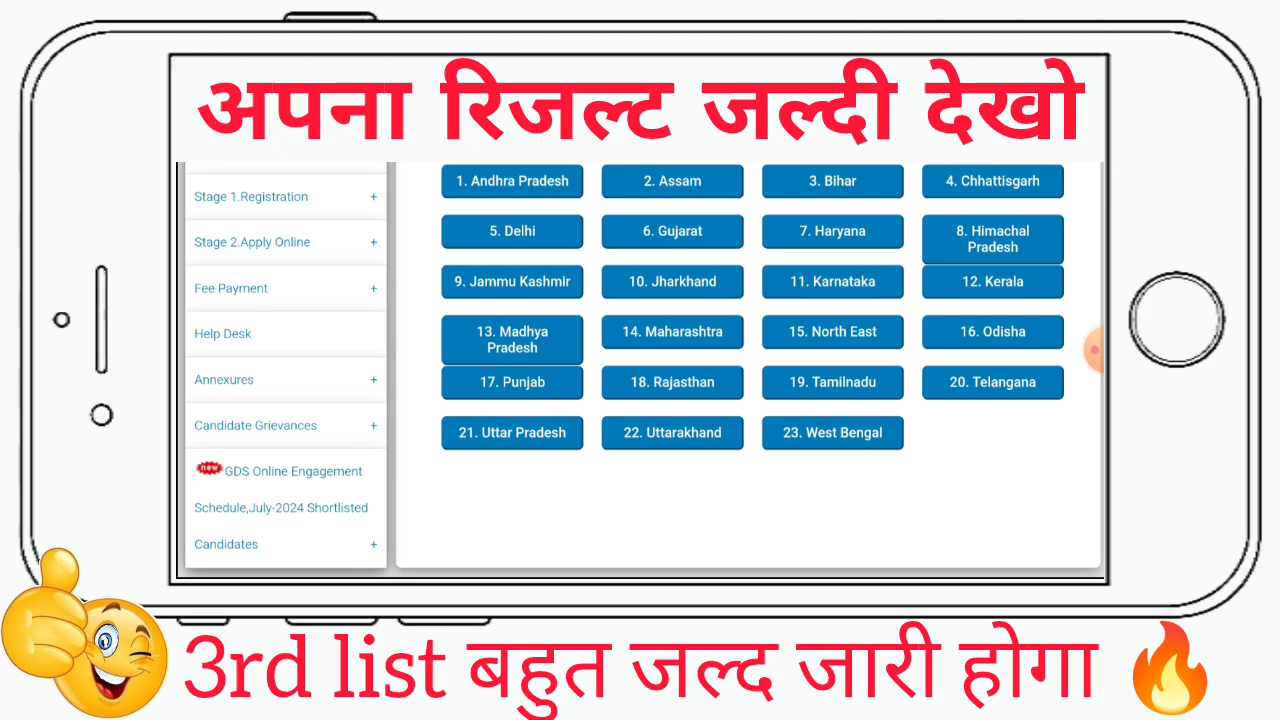 अपना रिजल्ट जल्दी देखो
Stage 1.Registration +
Stage 2.Apply Online +
Fee Payment +
Help Desk
Annexures +
Candidate Grievances +
new GDS Online Engagement
Schedule,July-2024 Shortlisted
Candidates +
1. Andhra Pradesh
2. Assam
3. Bihar
4. Chhattisgarh
5. Delhi
6. Gujarat
7. Haryana
8. Himachal
Pradesh
9. Jammu Kashmir
10. Jharkhand
11. Karnataka
12. Kerala
13. Madhya
Pradesh
14. Maharashtra
15. North East
16. Odisha
17. Punjab
18. Rajasthan
19. Tamilnadu
20. Telangana
21. Uttar Pradesh
22. Uttarakhand
23. West Bengal
3rd list बहुत जल्द जारी होगा